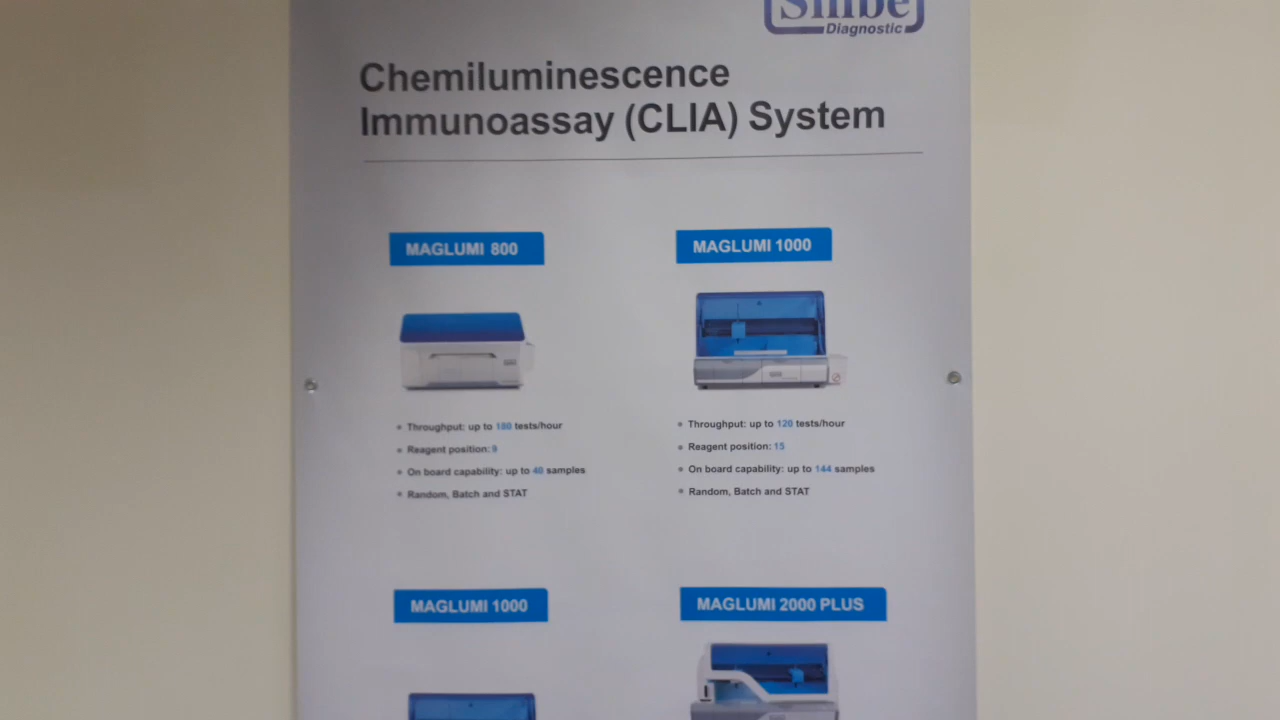 Snibe
Diagnostic
Chemiluminescence
Immunoassay (CLIA) System
MAGLUMI 800
MAGLUMI 1000
Throughput: up to 180 tests/hour
Reagent position: 9
On board capability: up to 40 samples
Random, Batch and STAT
Throughput: up to 120 tests/hour
Reagent position: 15
On board capability: up to 144 samples
Random, Batch and STAT
MAGLUMI 1000
MAGLUMI 2000 PLUS